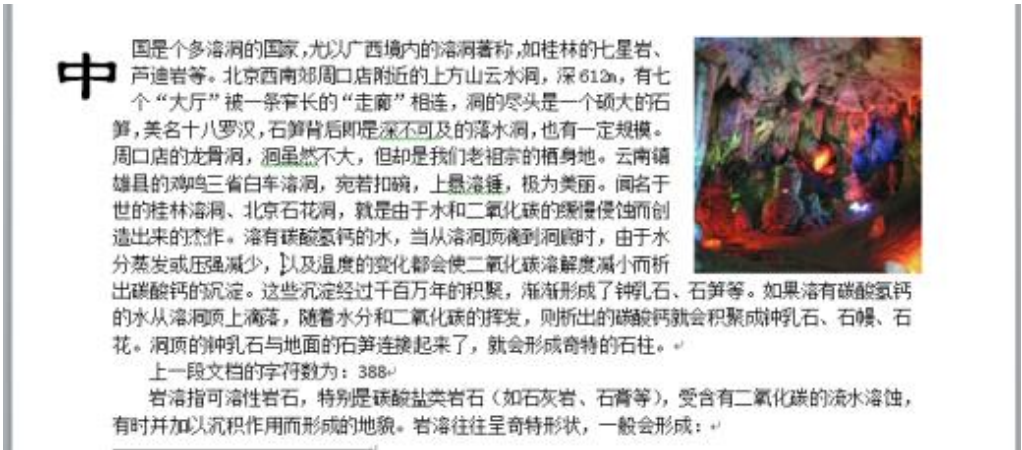 中国是个多溶洞的国家,尤以广西境内的溶洞著称,如桂林的七星岩、
芦迪岩等。北京西南郊周口店附近的上方山云水洞，深612m，有七
个“大厅”被一条窄长的“走廊”相连，洞的尽头是一个硕大的石
笋,美名十八罗汉,石笋背后即是深不可及的落水洞,也有一定规模。
周口店的龙骨洞，洞虽然不大，但却是我们老祖宗的栖身地。云南镇
雄县的鸡鸣三省白车溶洞，宛若扣碗，上悬溶锤，极为美丽。闻名于
世的桂林溶洞、北京石花洞，就是由于水和二氧化碳的缓慢侵蚀而创
造出来的杰作。溶有碳酸氢钙的水，当从溶洞顶滴到洞底时，由于水
分蒸发或压强减少，以及温度的变化都会使二氧化碳溶解度减小而析
出碳酸钙的沉淀。这些沉淀经过千百万年的积聚，渐渐形成了钟乳石、石笋等。如果溶有碳酸氢钙
的水从溶洞顶上滴落，随着水分和二氧化碳的挥发，则析出的碳酸钙就会积聚成钟乳石、石幔、石
花。洞顶的钟乳石与地面的石笋连接起来了，就会形成奇特的石柱。
上一段文档的字符数为：388
岩溶指可溶性岩石，特别是碳酸盐类岩石（如石灰岩、石膏等），受含有二氧化碳的流水溶蚀，
有时并加以沉积作用而形成的地貌。岩溶往往呈奇特形状，一般会形成：